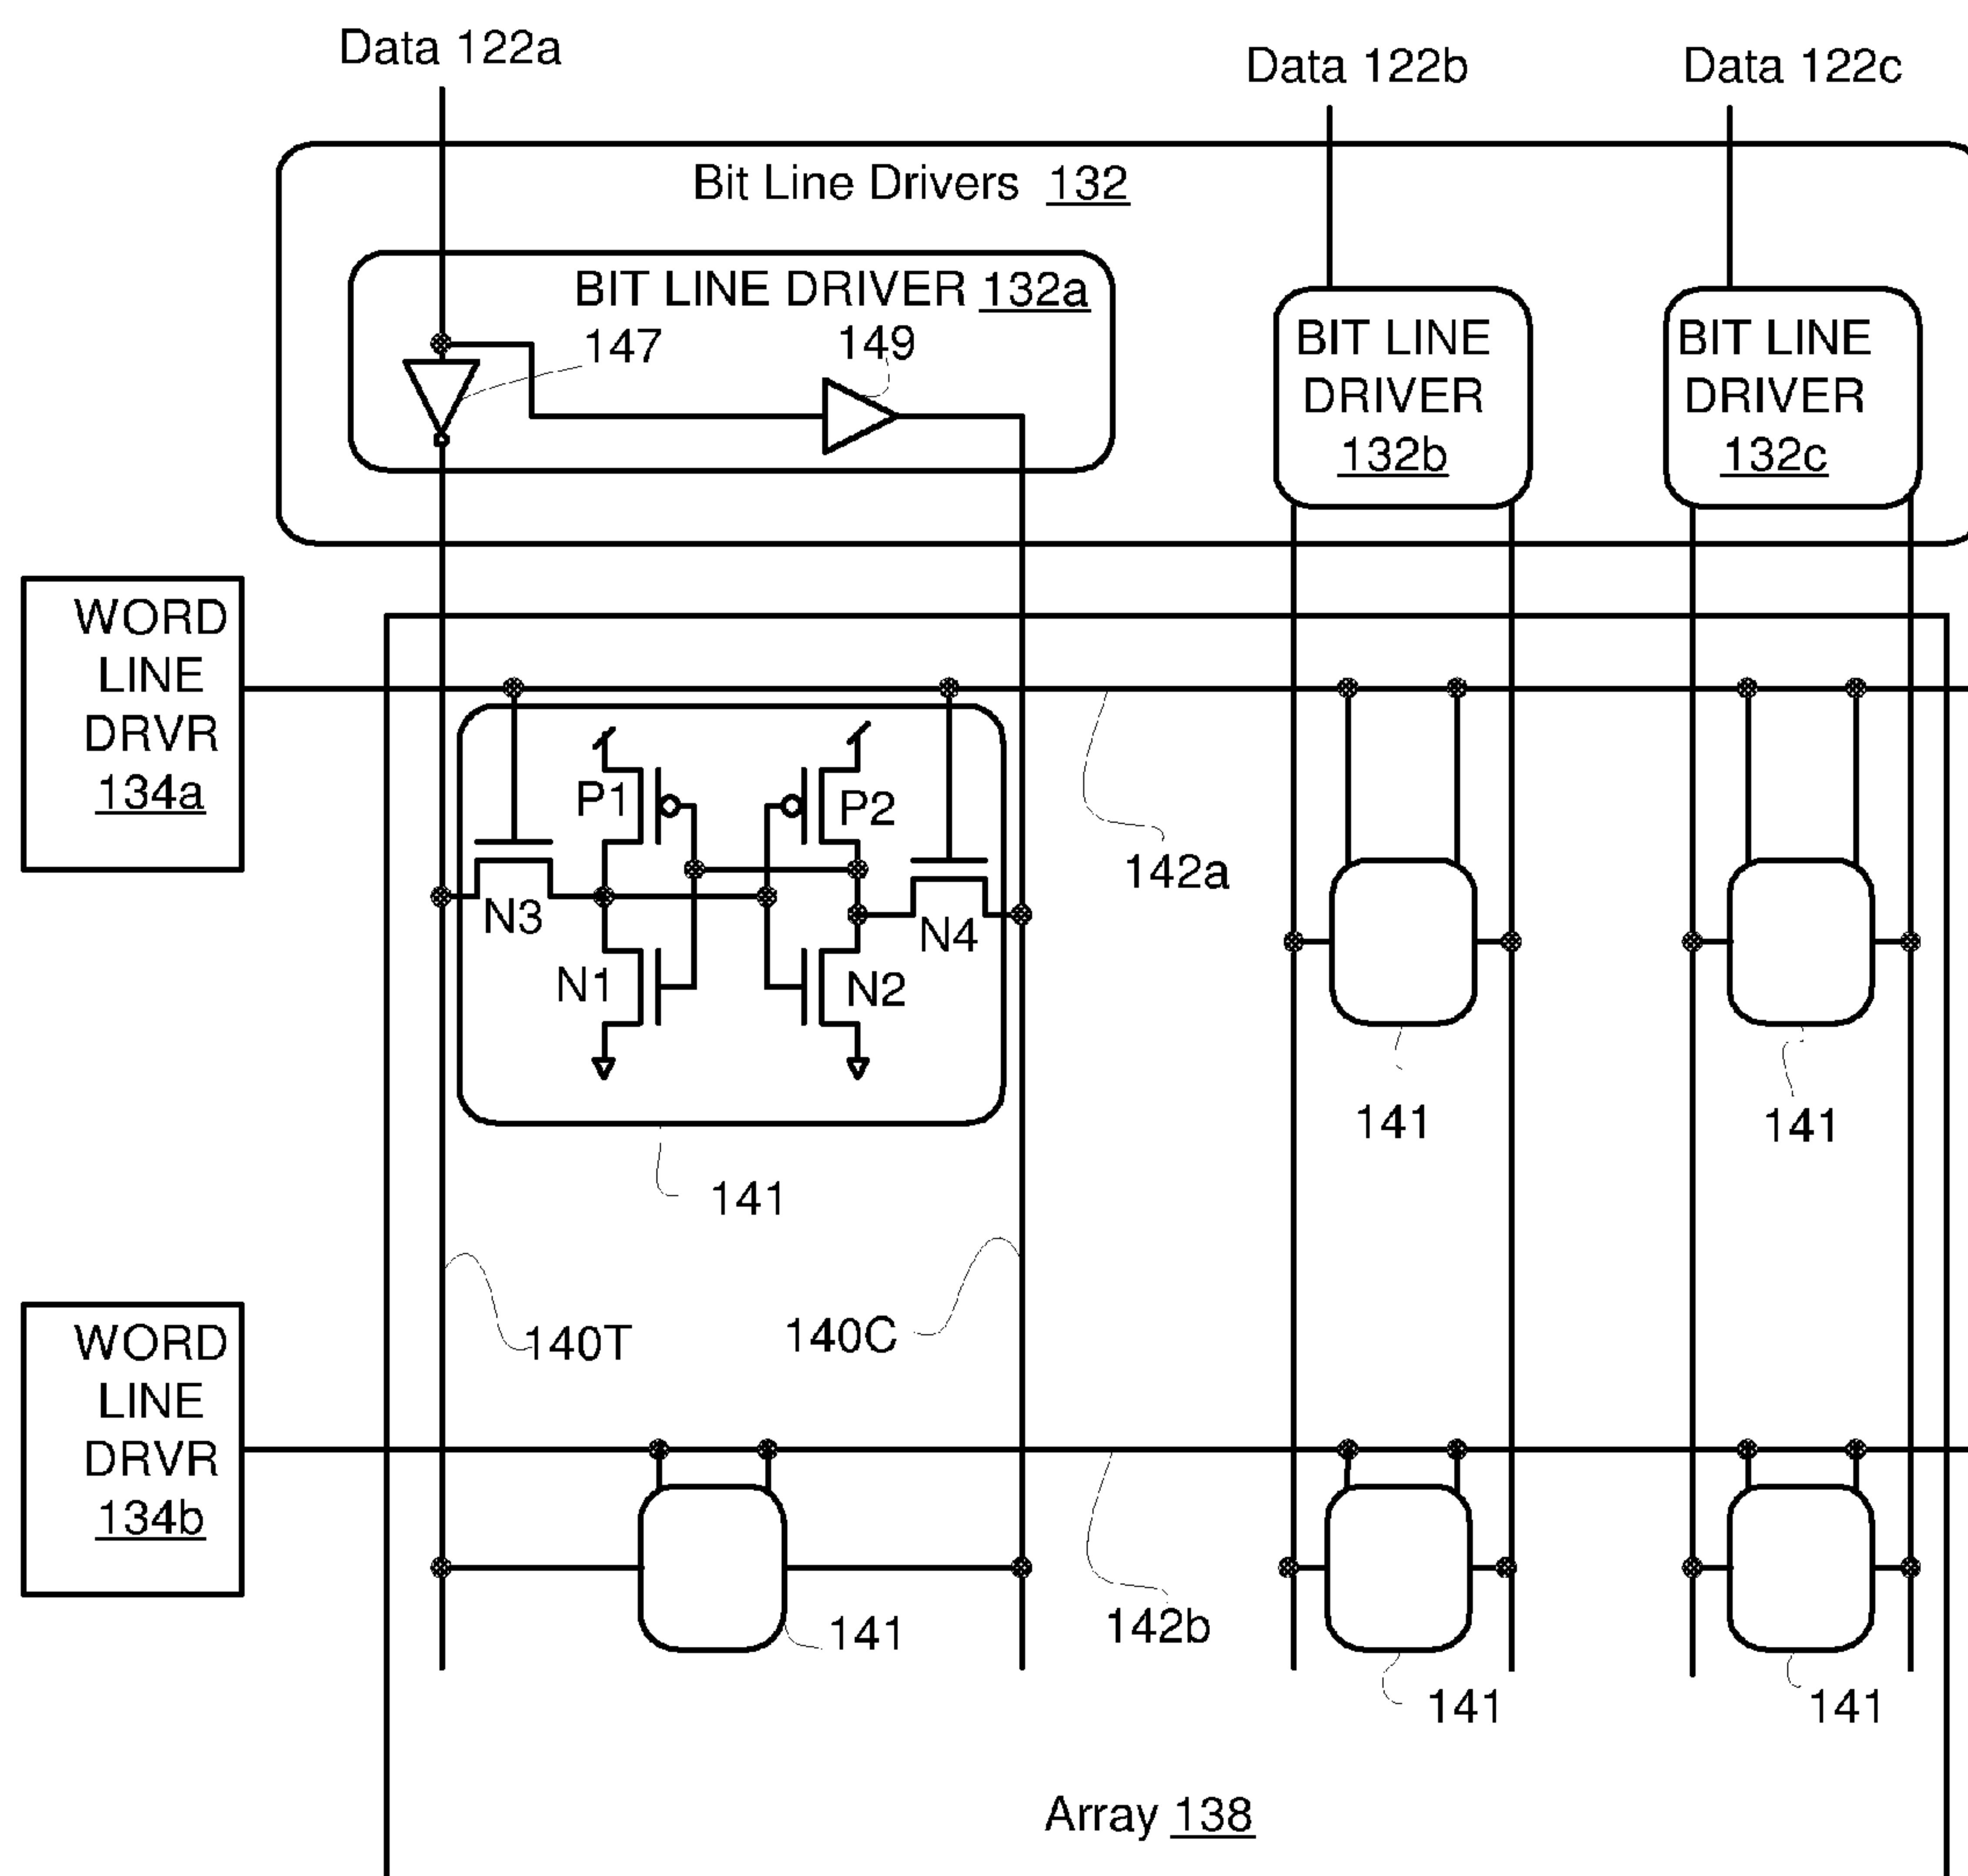 Data 122a
Data 122b
Data 122c
Bit Line Drivers 132
BIT LINE DRIVER 132a
147
149
BIT LINE
DRIVER
132b
BIT LINE
DRIVER
132c
WORD
LINE
DRVR
134a
P1
P2
N3
N4
N1
N2
142a
141
141
141
140T
140C
WORD
LINE
DRVR
134b
141
142b
141
141
Array 138